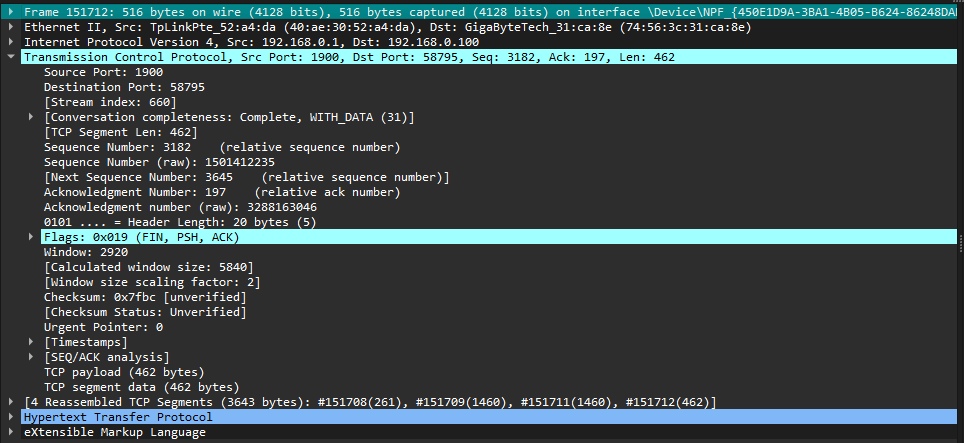 Frame 151712: 516 bytes on wire (4128 bits), 516 bytes captured (4128 bits) on interface \Device\NPF_{450E1D9A-3BA1-4B05-B624-86248DA
Ethernet II, Src: TpLinkPte_52:a4:da (40:ae:30:52:a4:da), Dst: GigaByteTech_31:ca:8e (74:56:3c:31:ca:8e)
Internet Protocol Version 4, Src: 192.168.0.1, Dst: 192.168.0.100
Transmission Control Protocol, Src Port: 1900, Dst Port: 58795, Seq: 3182, Ack: 197, Len: 462
Source Port: 1900
Destination Port: 58795
[Stream index: 660]
[Conversation completeness: Complete, WITH_DATA (31)]
[TCP Segment Len: 462]
Sequence Number: 3182    (relative sequence number)
Sequence Number (raw): 1501412235
[Next Sequence Number: 3645    (relative sequence number)]
Acknowledgment Number: 197    (relative ack number)
Acknowledgment number (raw): 3288163046
0101 .... = Header Length: 20 bytes (5)
Flags: 0x019 (FIN, PSH, ACK)
Window: 2920
[Calculated window size: 5840]
[Window size scaling factor: 2]
Checksum: 0x7fbc [unverified]
[Checksum Status: Unverified]
Urgent Pointer: 0
[Timestamps]
[SEQ/ACK analysis]
TCP payload (462 bytes)
TCP segment data (462 bytes)
[4 Reassembled TCP Segments (3643 bytes): #151708(261), #151709(1460), #151711(1460), #151712(462)]
Hypertext Transfer Protocol
eXtensible Markup Language